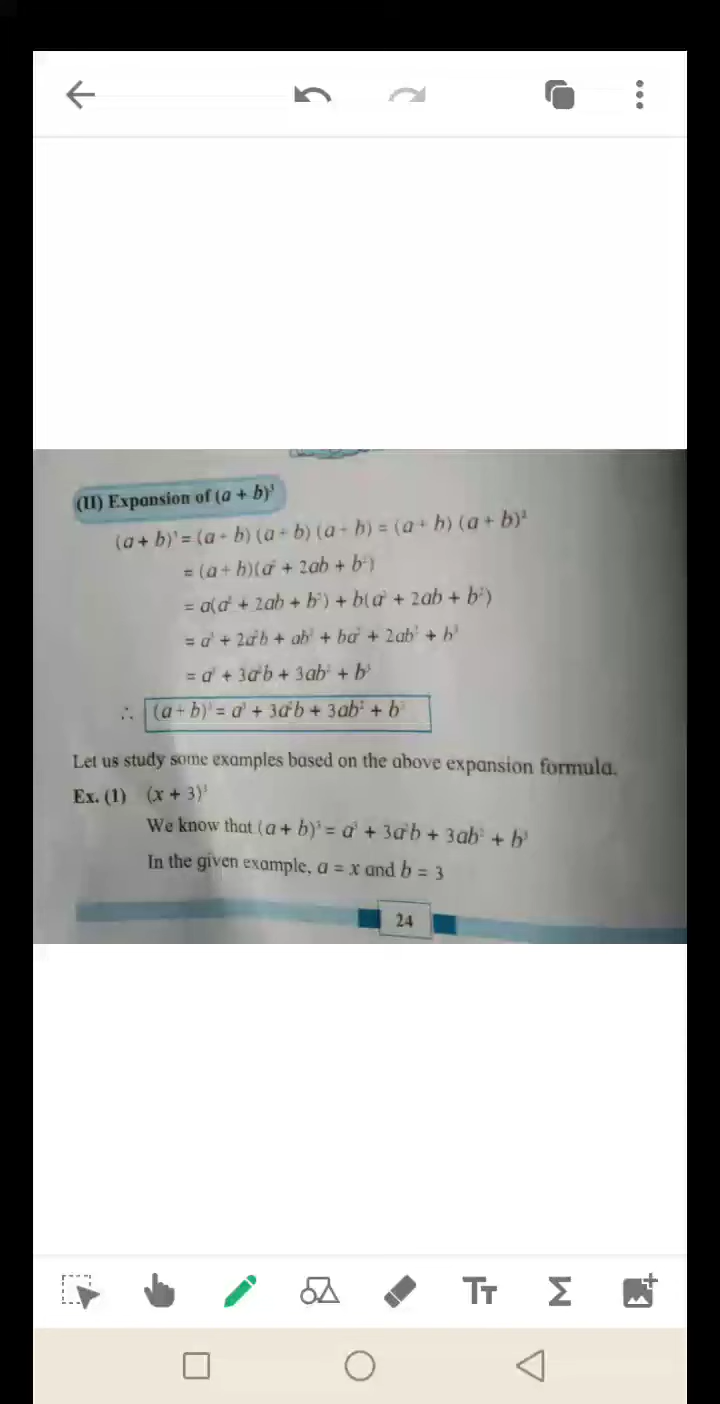 (II) Expansion of (a + b)³
(a + b)³ = (a + b) (a + b) (a + b) = (a + b) (a + b)²
= (a + b)(a² + 2ab + b²)
= a(a² + 2ab + b²) + b(a² + 2ab + b²)
= a³ + 2a²b + ab² + ba² + 2ab² + b³
= a³ + 3a²b + 3ab² + b³
∴ (a + b)³ = a³ + 3a²b + 3ab² + b³
Let us study some examples based on the above expansion formula.
Ex. (1) (x + 3)³
We know that (a + b)³ = a³ + 3a²b + 3ab² + b³
In the given example, a = x and b = 3
24
TT
Σ